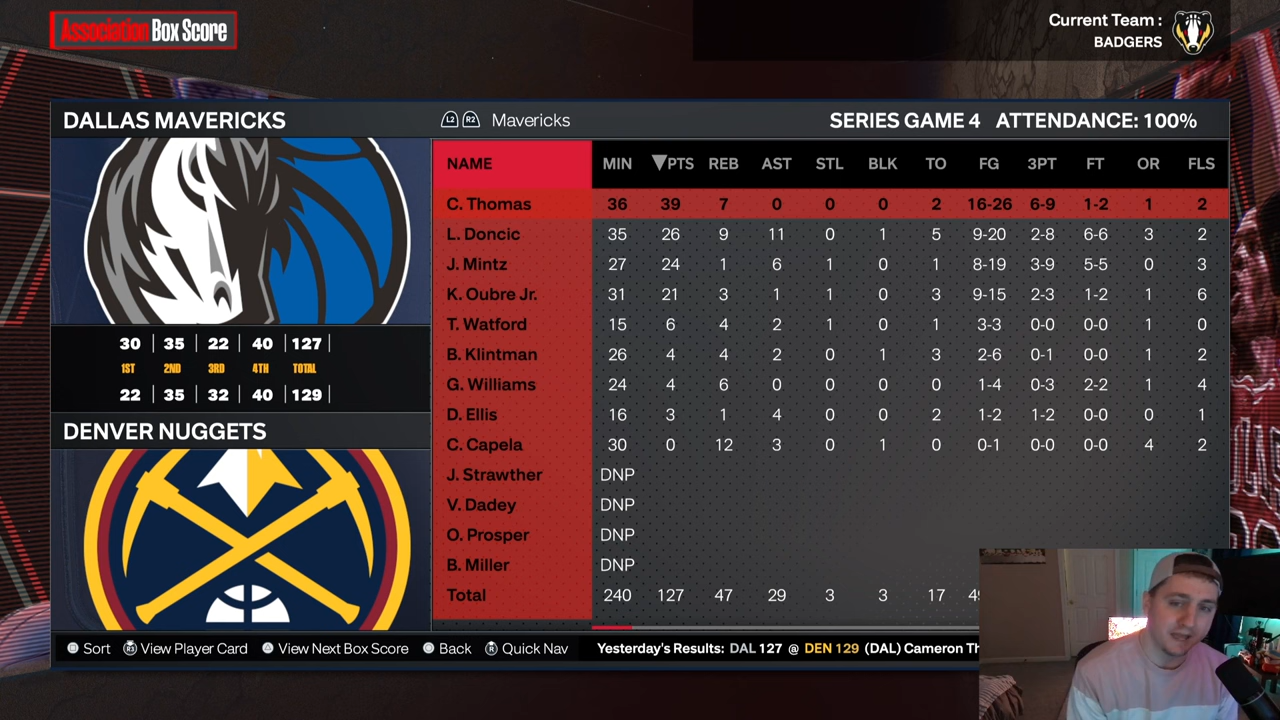 Association Box Score
Current Team :
BADGERS
DALLAS MAVERICKS
L2 R2 Mavericks
SERIES GAME 4 ATTENDANCE: 100%
NAME MIN ▼PTS REB AST STL BLK TO FG 3PT FT OR FLS
C. Thomas 36 39 7 0 0 0 2 16-26 6-9 1-2 1 2
L. Doncic 35 26 9 11 0 1 5 9-20 2-8 6-6 3 2
J. Mintz 27 24 1 6 1 0 1 8-19 3-9 5-5 0 3
K. Oubre Jr. 31 21 3 1 1 0 3 9-15 2-3 1-2 1 6
T. Watford 15 6 4 2 1 0 1 3-3 0-0 0-0 1 0
B. Klintman 26 4 4 2 0 1 3 2-6 0-1 0-0 1 2
G. Williams 24 4 6 0 0 0 0 1-4 0-3 2-2 1 4
D. Ellis 16 3 1 4 0 0 2 1-2 1-2 0-0 0 1
C. Capela 30 0 12 3 0 1 0 0-1 0-0 0-0 4 2
J. Strawther DNP
V. Dadey DNP
O. Prosper DNP
B. Miller DNP
Total 240 127 47 29 3 3 17
30 | 35 | 22 | 40 | 127 |
1ST 2ND 3RD 4TH TOTAL
22 | 35 | 32 | 40 | 129 |
DENVER NUGGETS
Sort R3 View Player Card View Next Box Score Back R Quick Nav
Yesterday's Results: DAL 127 @ DEN 129 (DAL) Cameron Th